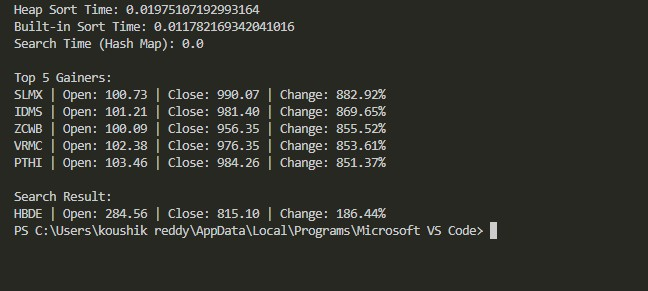 Heap Sort Time: 0.01975107192993164
Built-in Sort Time: 0.011782169342041016
Search Time (Hash Map): 0.0
Top 5 Gainers:
SLMX | Open: 100.73 | Close: 990.07 | Change: 882.92%
IDMS | Open: 101.21 | Close: 981.40 | Change: 869.65%
ZCWB | Open: 100.09 | Close: 956.35 | Change: 855.52%
VRMC | Open: 102.38 | Close: 976.35 | Change: 853.61%
PTHI | Open: 103.46 | Close: 984.26 | Change: 851.37%
Search Result:
HBDE | Open: 284.56 | Close: 815.10 | Change: 186.44%
PS C:\Users\koushik reddy\AppData\Local\Programs\Microsoft VS Code>